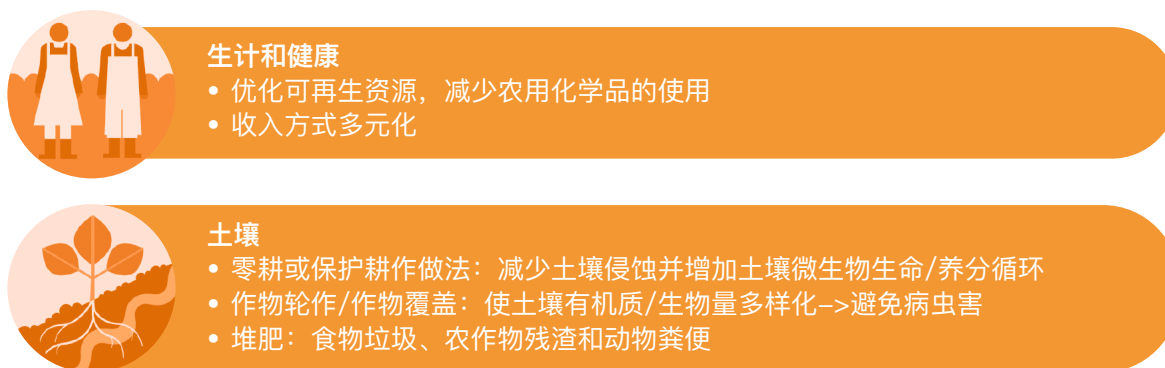 生计和健康
• 优化可再生资源，减少农用化学品的使用
• 收入方式多元化
土壤
• 零耕或保护耕作做法：减少土壤侵蚀并增加土壤微生物生命/养分循环
• 作物轮作/作物覆盖：使土壤有机质/生物量多样化–>避免病虫害
• 堆肥：食物垃圾、农作物残渣和动物粪便